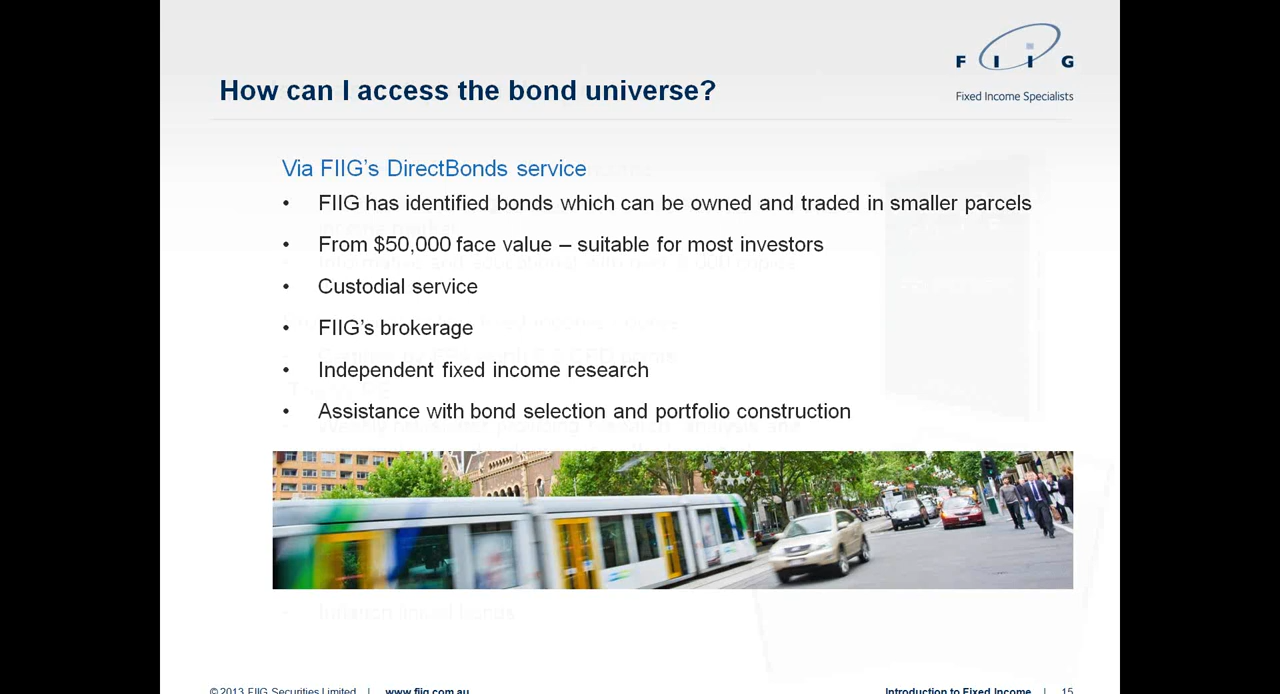 F I I G
Fixed Income Specialists
How can I access the bond universe?
Via FIIG’s DirectBonds service
• FIIG has identified bonds which can be owned and traded in smaller parcels
• From $50,000 face value – suitable for most investors
• Custodial service
• FIIG’s brokerage
• Independent fixed income research
• Assistance with bond selection and portfolio construction
© 2013 FIIG Securities Limited | www.fiig.com.au Introduction to Fixed Income | 15